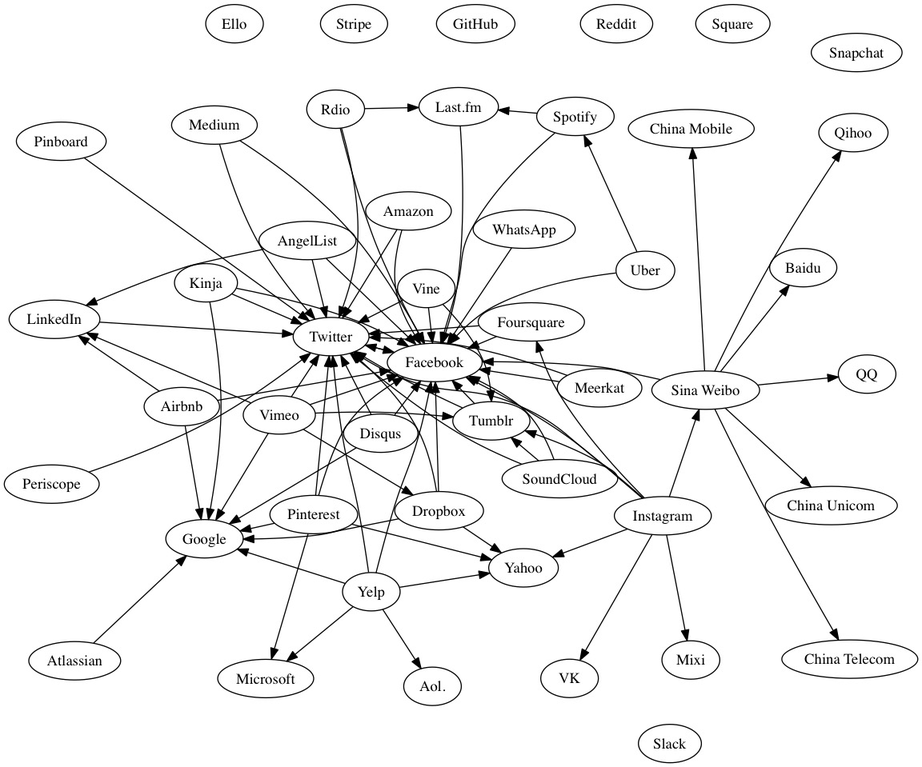 Ello
Stripe
GitHub
Reddit
Square
Snapchat
Rdio
Last.fm
Spotify
Medium
China Mobile
Qihoo
Pinboard
Amazon
WhatsApp
AngelList
Uber
Baidu
Kinja
Vine
LinkedIn
Foursquare
Twitter
Facebook
QQ
Meerkat
Sina Weibo
Airbnb
Vimeo
Tumblr
Disqus
Periscope
SoundCloud
China Unicom
Pinterest
Dropbox
Instagram
Google
Yahoo
Yelp
Atlassian
Mixi
China Telecom
Microsoft
VK
Aol.
Slack